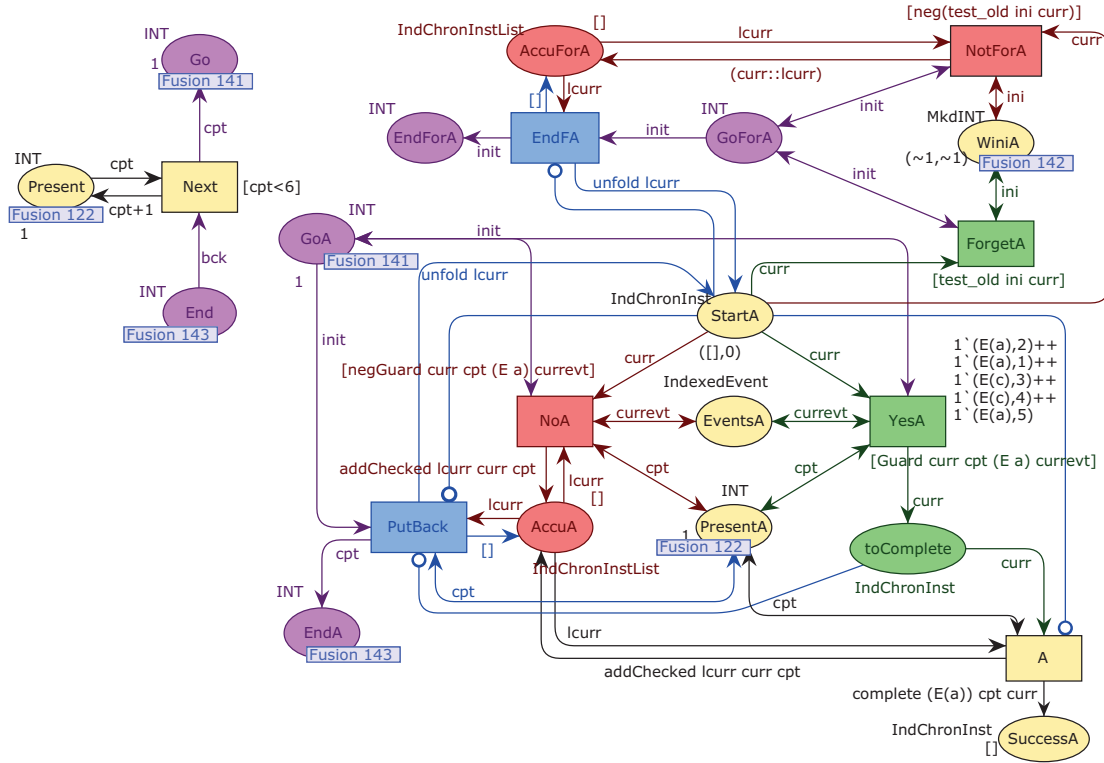 INT
Go
1
Fusion 141
cpt
INT
Present
cpt
cpt+1
Fusion 122
1
Next
[cpt<6]
bck
INT
End
Fusion 143
IndChronInstList
[]
AccuForA
lcurr
(curr::lcurr)
[neg(test_old ini curr)]
NotForA
curr
[]
lcurr
INT
EndForA
init
EndFA
init
INT
GoForA
init
ini
MkdINT
WiniA
(~1,~1)
Fusion 142
init
ini
unfold lcurr
ForgetA
[test_old ini curr]
INT
GoA
Fusion 141
1
init
unfold lcurr
curr
IndChronInst
StartA
([],0)
init
curr
curr
[negGuard curr cpt (E a) currevt]
IndexedEvent
1`(E(a),2)++
1`(E(a),1)++
1`(E(c),3)++
1`(E(c),4)++
1`(E(a),5)
NoA
currevt
EventsA
currevt
YesA
[Guard curr cpt (E a) currevt]
addChecked lcurr curr cpt
lcurr
[]
cpt
cpt
INT
PresentA
1
Fusion 122
curr
PutBack
lcurr
[]
AccuA
IndChronInstList
toComplete
IndChronInst
curr
cpt
INT
EndA
Fusion 143
cpt
cpt
lcurr
addChecked lcurr curr cpt
A
complete (E(a)) cpt curr
IndChronInst
[]
SuccessA